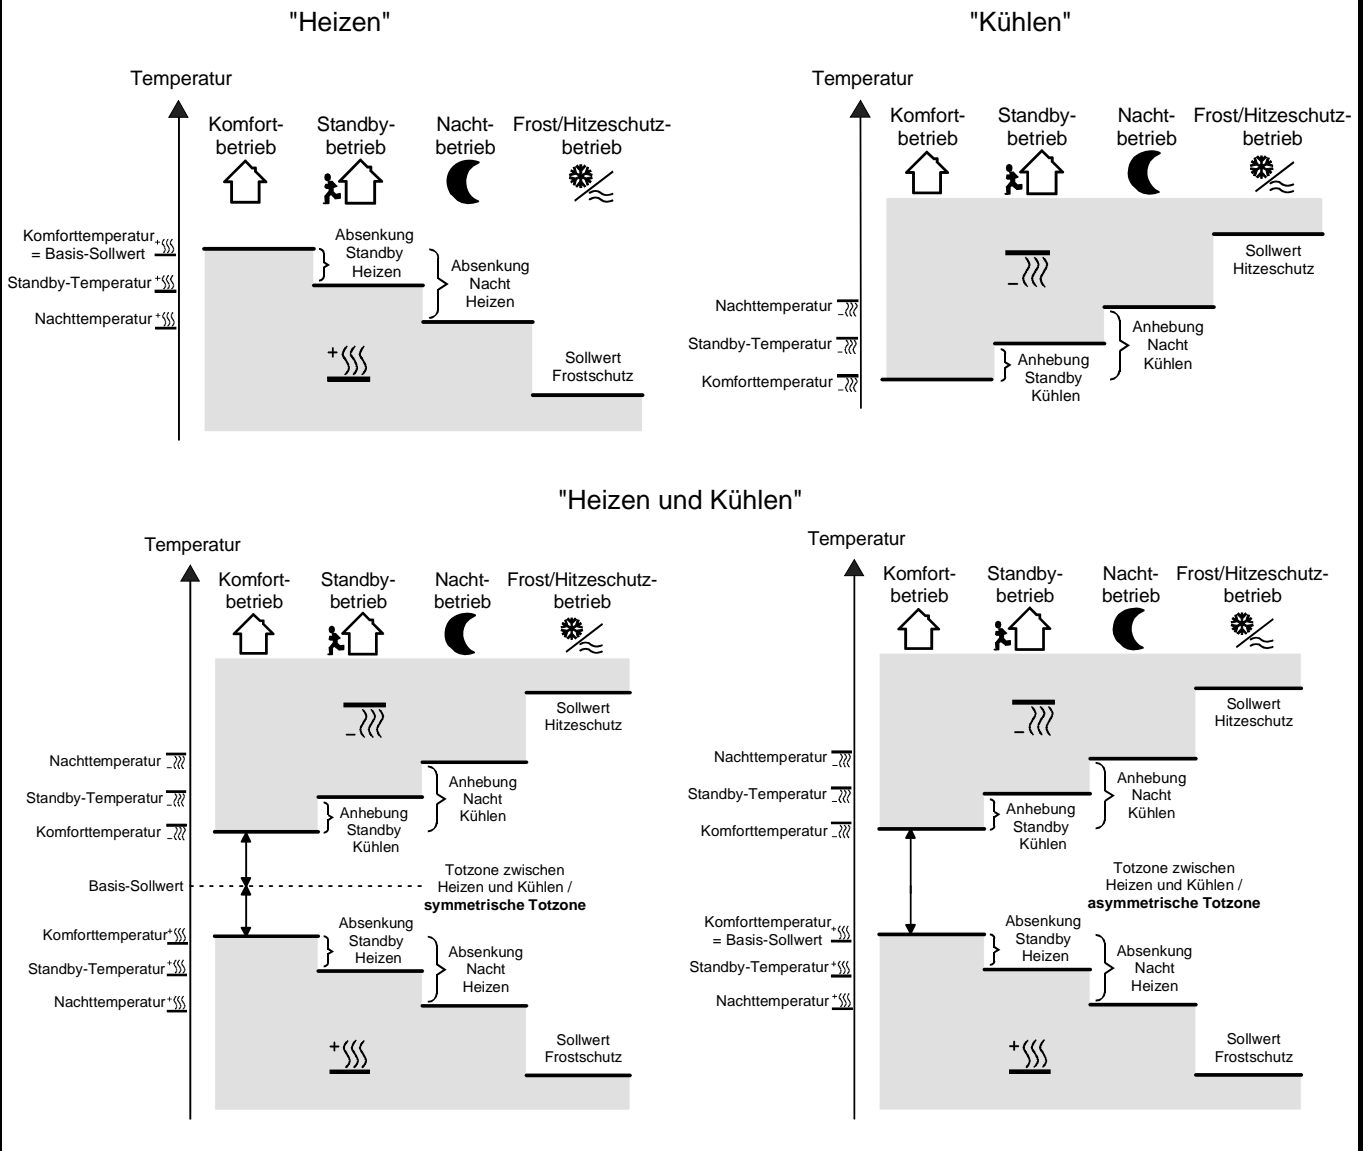 "Heizen"
Temperatur
Komfort-
betrieb
Standby-
betrieb
Nacht-
betrieb
Frost/Hitzeschutz-
betrieb
Komforttemperatur
= Basis-Sollwert
Standby-Temperatur
Nachttemperatur
Absenkung
Standby
Heizen
Absenkung
Nacht
Heizen
Sollwert
Frostschutz
"Kühlen"
Temperatur
Komfort-
betrieb
Standby-
betrieb
Nacht-
betrieb
Frost/Hitzeschutz-
betrieb
Sollwert
Hitzeschutz
Nachttemperatur
Standby-Temperatur
Komforttemperatur
Anhebung
Standby
Kühlen
Anhebung
Nacht
Kühlen
"Heizen und Kühlen"
Temperatur
Komfort-
betrieb
Standby-
betrieb
Nacht-
betrieb
Frost/Hitzeschutz-
betrieb
Sollwert
Hitzeschutz
Nachttemperatur
Standby-Temperatur
Komforttemperatur
Anhebung
Standby
Kühlen
Anhebung
Nacht
Kühlen
Basis-Sollwert
Totzone zwischen
Heizen und Kühlen /
symmetrische Totzone
Komforttemperatur
Standby-Temperatur
Nachttemperatur
Absenkung
Standby
Heizen
Absenkung
Nacht
Heizen
Sollwert
Frostschutz
Temperatur
Komfort-
betrieb
Standby-
betrieb
Nacht-
betrieb
Frost/Hitzeschutz-
betrieb
Sollwert
Hitzeschutz
Nachttemperatur
Standby-Temperatur
Komforttemperatur
Anhebung
Standby
Kühlen
Anhebung
Nacht
Kühlen
Totzone zwischen
Heizen und Kühlen /
asymmetrische Totzone
Komforttemperatur
= Basis-Sollwert
Standby-Temperatur
Nachttemperatur
Absenkung
Standby
Heizen
Absenkung
Nacht
Heizen
Sollwert
Frostschutz